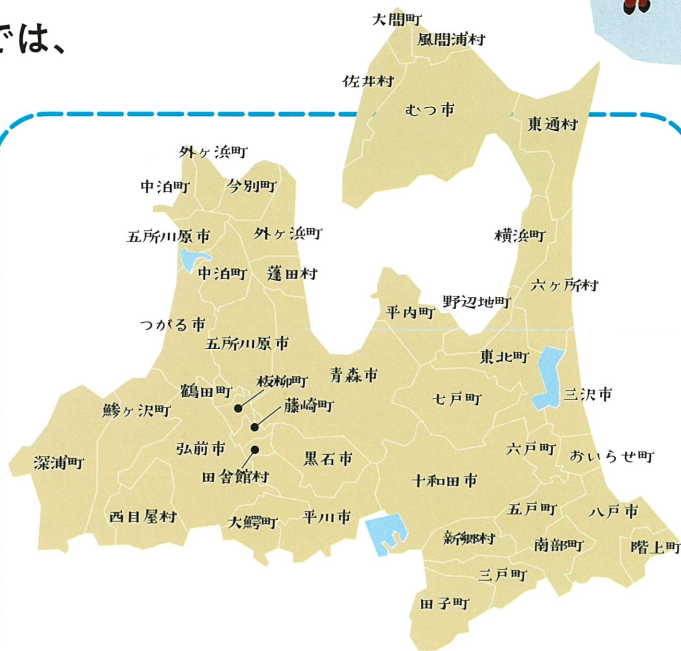 では、
大間町
風間浦村
佐井村
むつ市
東通村
外ヶ浜町
中泊町
今別町
五所川原市
外ヶ浜町
横浜町
中泊町
蓬田村
六ヶ所村
野辺地町
平内町
つがる市
五所川原市
東北町
青森市
板柳町
鶴田町
三沢市
七戸町
藤崎町
鰺ヶ沢町
弘前市
六戸町
おいらせ町
深浦町
黒石市
田舎館村
十和田市
五戸町
八戸市
西目屋村
大鰐町
平川市
新郷村
南部町
階上町
三戸町
田子町